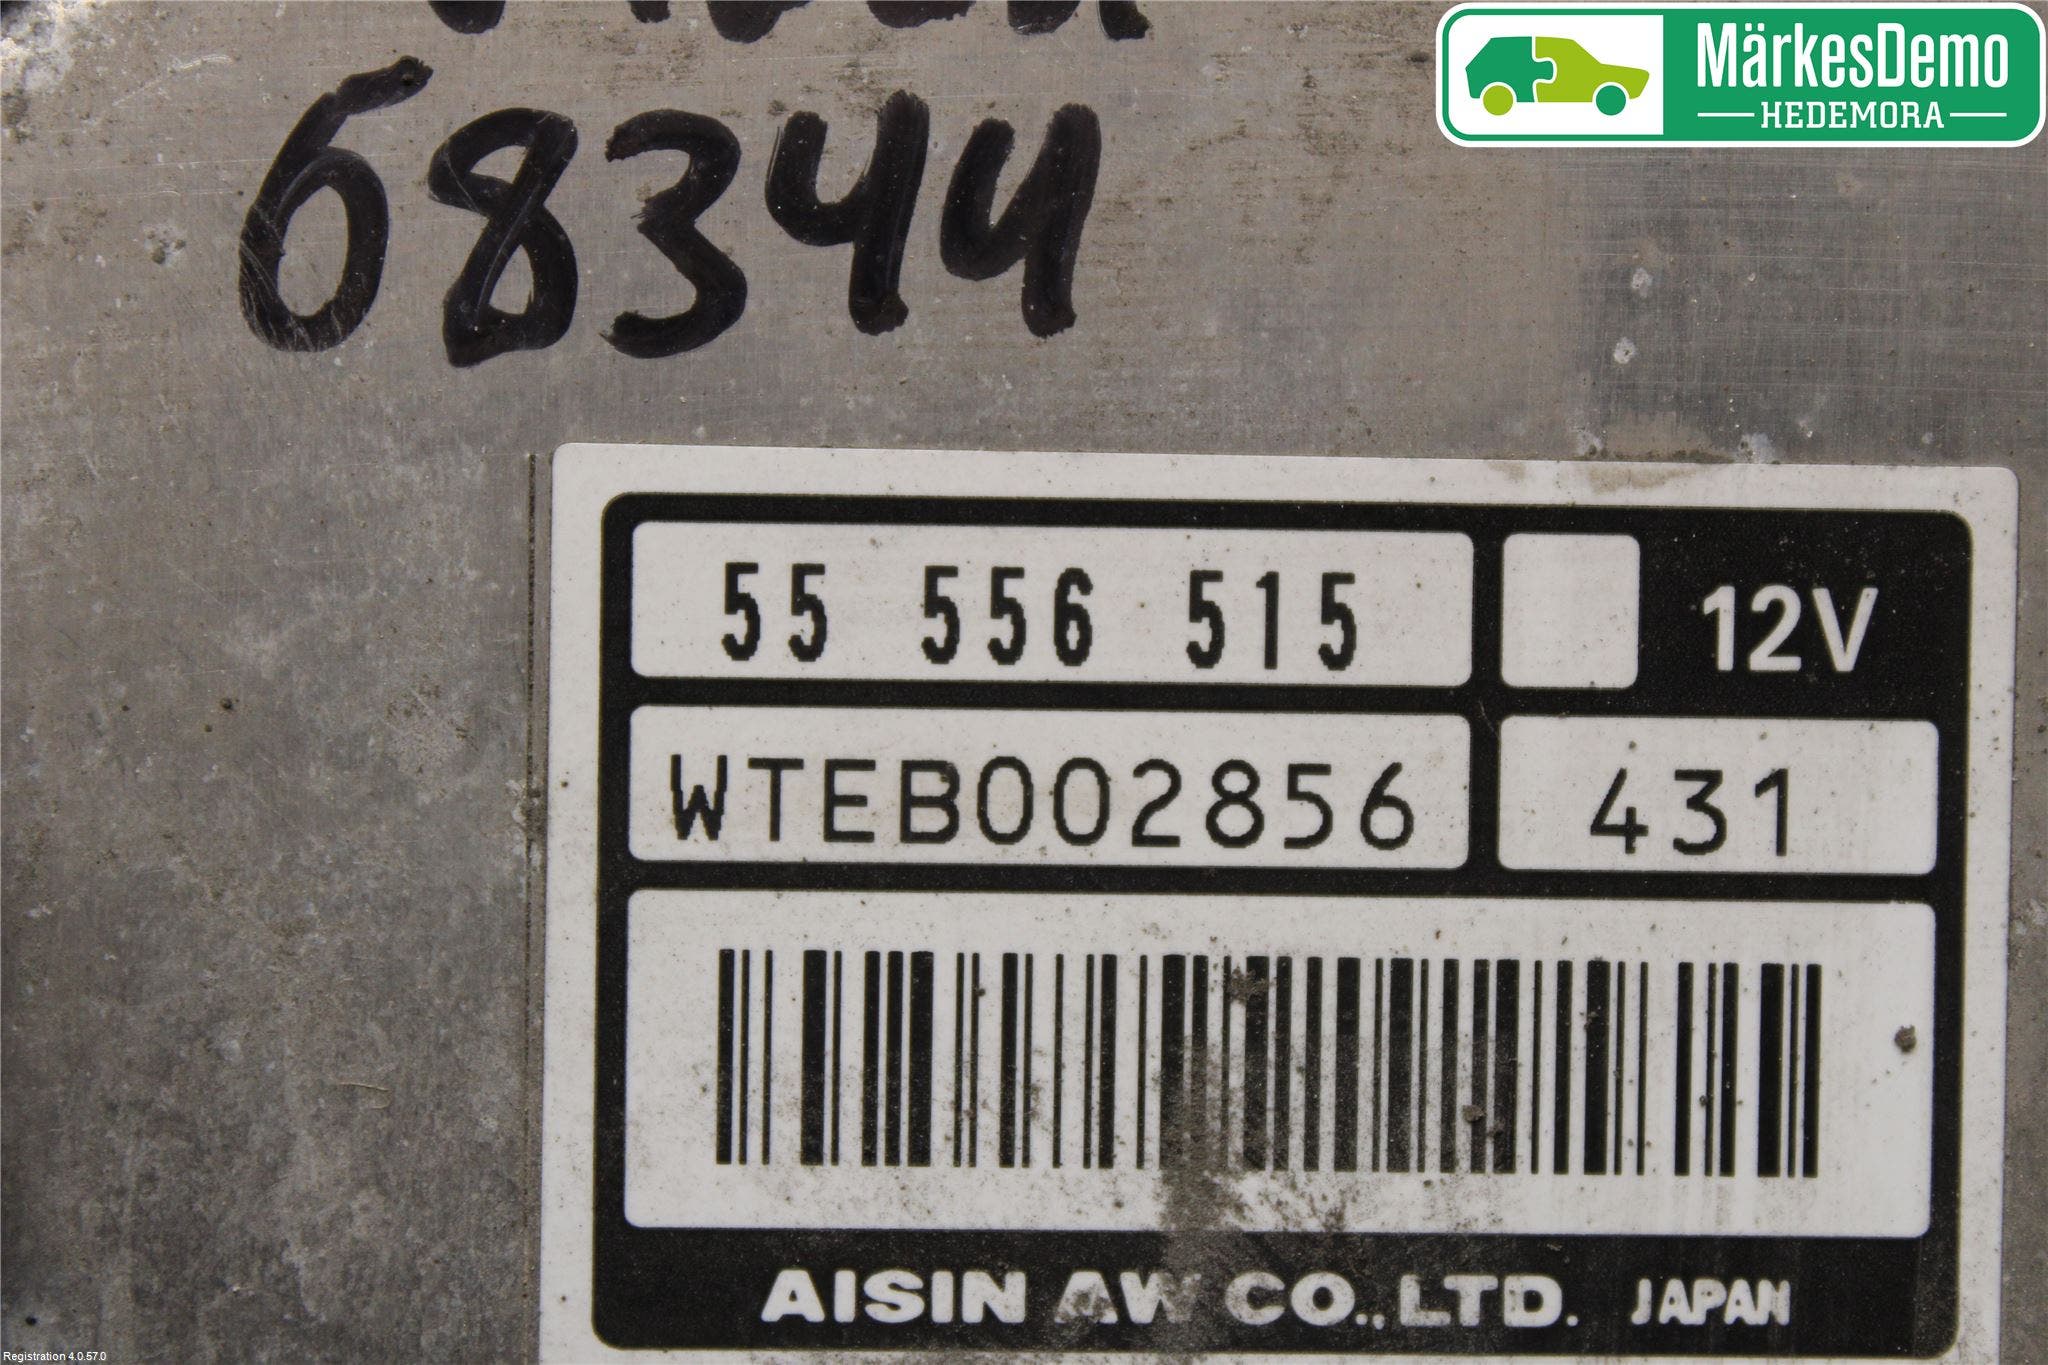 MärkesDemo
HEDEMORA
68344
55 556 515
12V
WTEB002856
431
AISIN AW CO., LTD. JAPAN
Registration 4.0.57.0